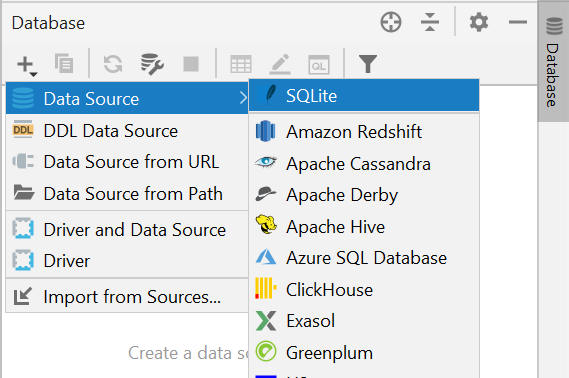 Database
Database
QL
Data Source
DDL DDL Data Source
Data Source from URL
Data Source from Path
Driver and Data Source
Driver
Import from Sources...
SQLite
Amazon Redshift
Apache Cassandra
Apache Derby
Apache Hive
Azure SQL Database
ClickHouse
Exasol
Greenplum
Create a data